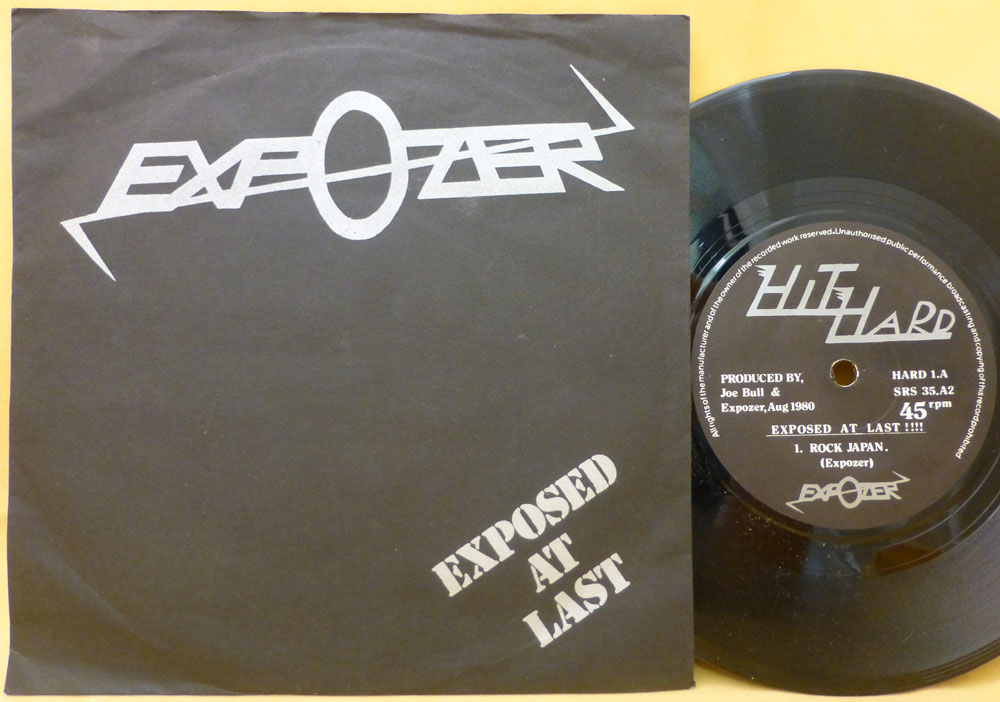 EXPOZER
EXPOSED
AT
LAST
All rights of the manufacturer and of the owner of the recorded work reserved. Unauthorised public performance broadcasting and copying of this record prohibited
HIT HARD
PRODUCED BY,
Joe Bull &
Expozer, Aug 1980
HARD 1.A
SRS 35.A2
45 rpm
EXPOSED AT LAST !!!!
1. ROCK JAPAN.
(Expozer)
EXPOZER